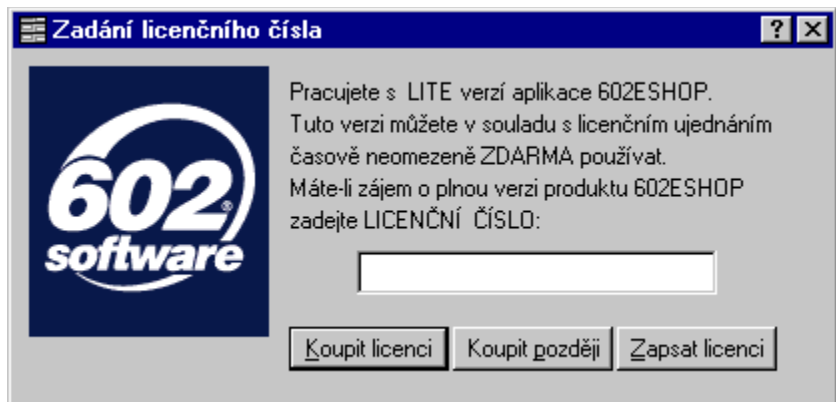 Zadání licenčního čísla
602®
software
Pracujete s LITE verzí aplikace 602ESHOP.
Tuto verzi můžete v souladu s licenčním ujednáním
časově neomezeně ZDARMA používat.
Máte-li zájem o plnou verzi produktu 602ESHOP
zadejte LICENČNÍ ČÍSLO:
Koupit licenci Koupit později Zapsat licenci